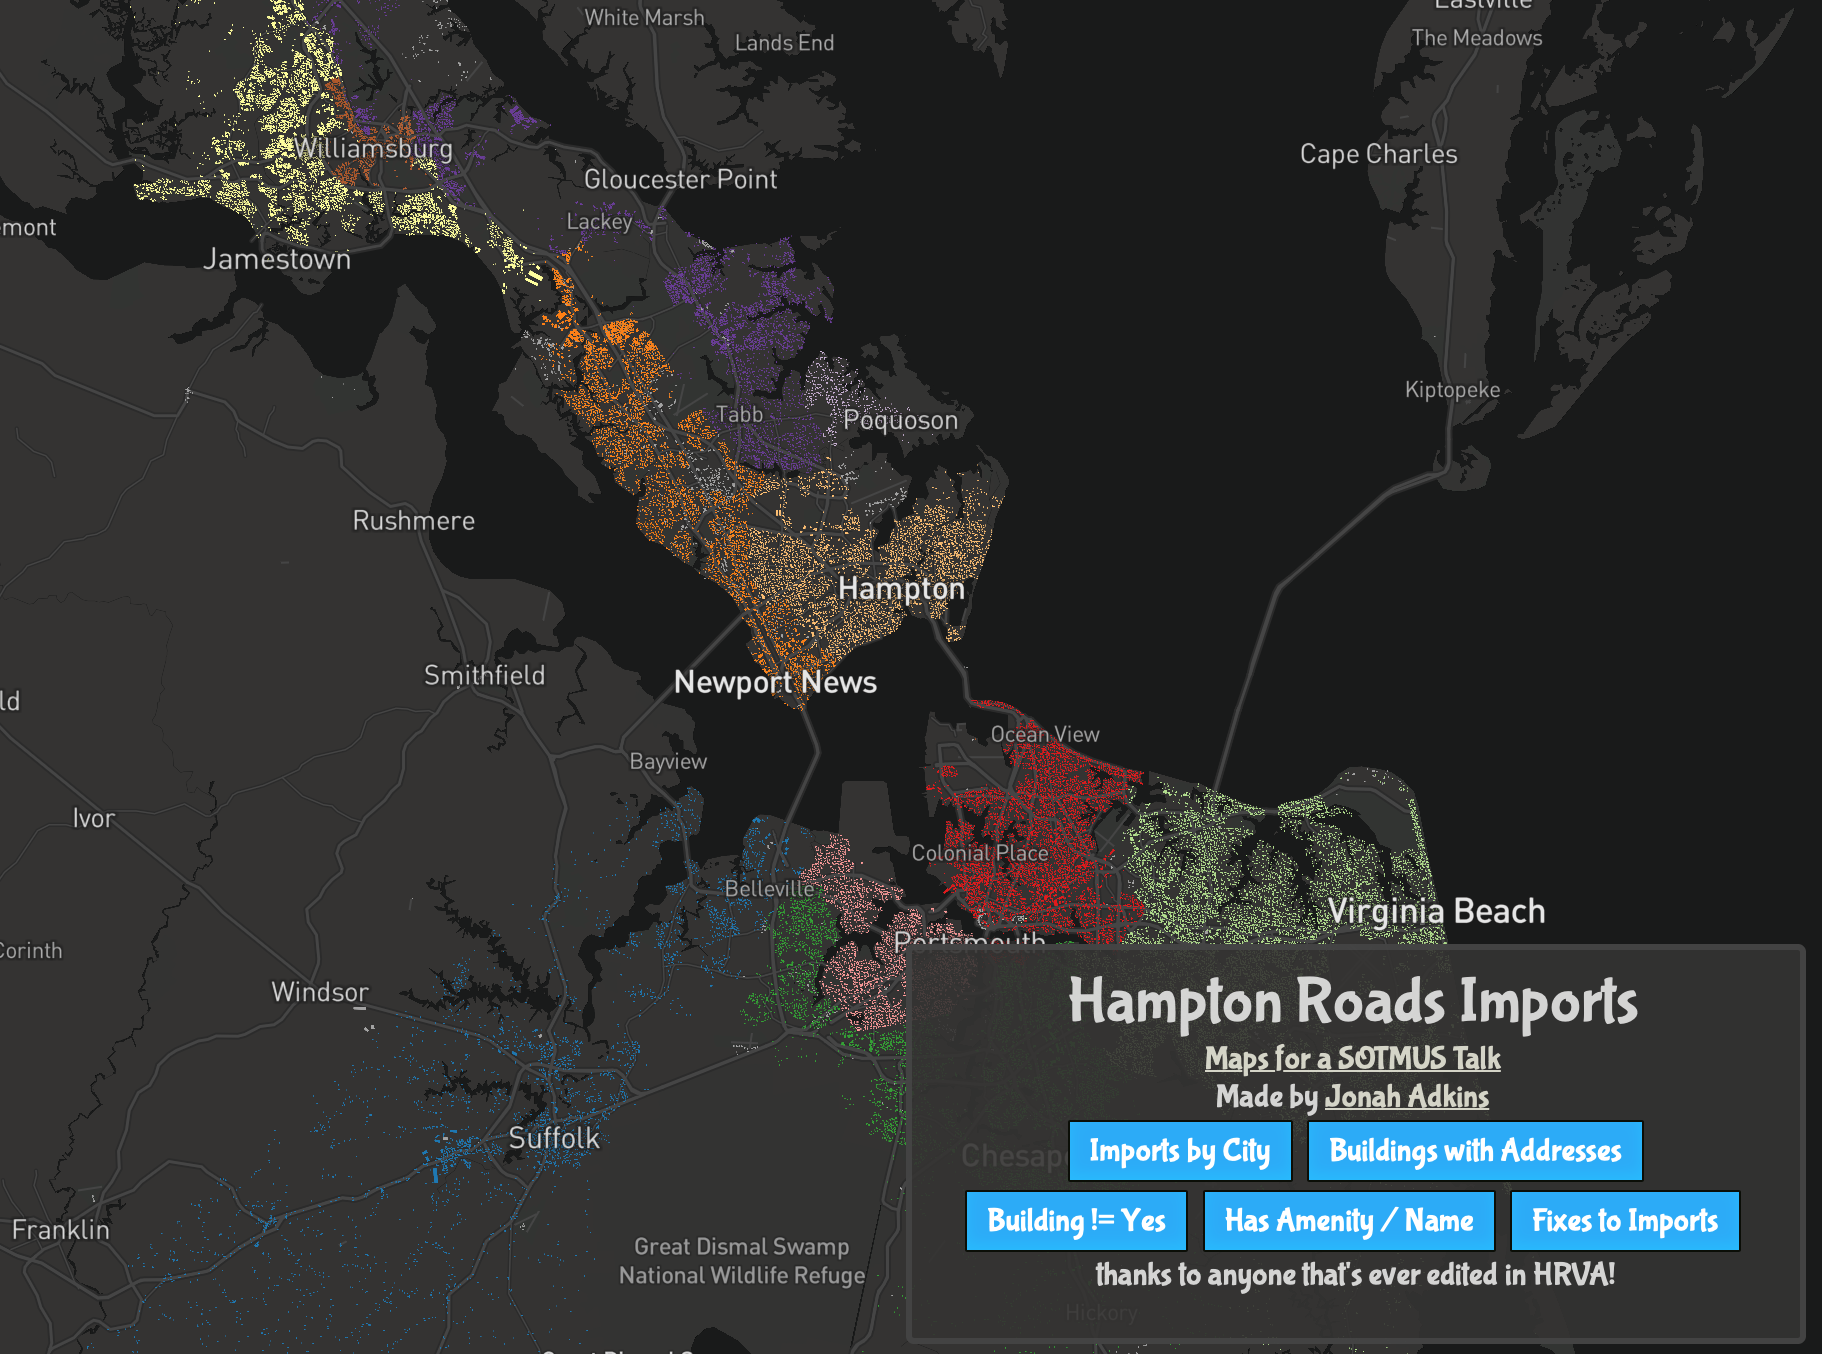 White Marsh
Eastville
The Meadows
Lands End
Williamsburg
Cape Charles
Gloucester Point
Lackey
Jamestown
Kiptopeke
Tabb
Poquoson
Rushmere
Hampton
Smithfield
Newport News
Ocean View
Bayview
Ivor
Colonial Place
Belleville
Virginia Beach
Portsmouth
Corinth
Windsor
Suffolk
Franklin
Great Dismal Swamp
National Wildlife Refuge
Hampton Roads Imports
Maps for a SOTMUS Talk
Made by Jonah Adkins
Chesap
Imports by City
Buildings with Addresses
Building != Yes
Has Amenity / Name
Fixes to Imports
thanks to anyone that's ever edited in HRVA!
Hickory